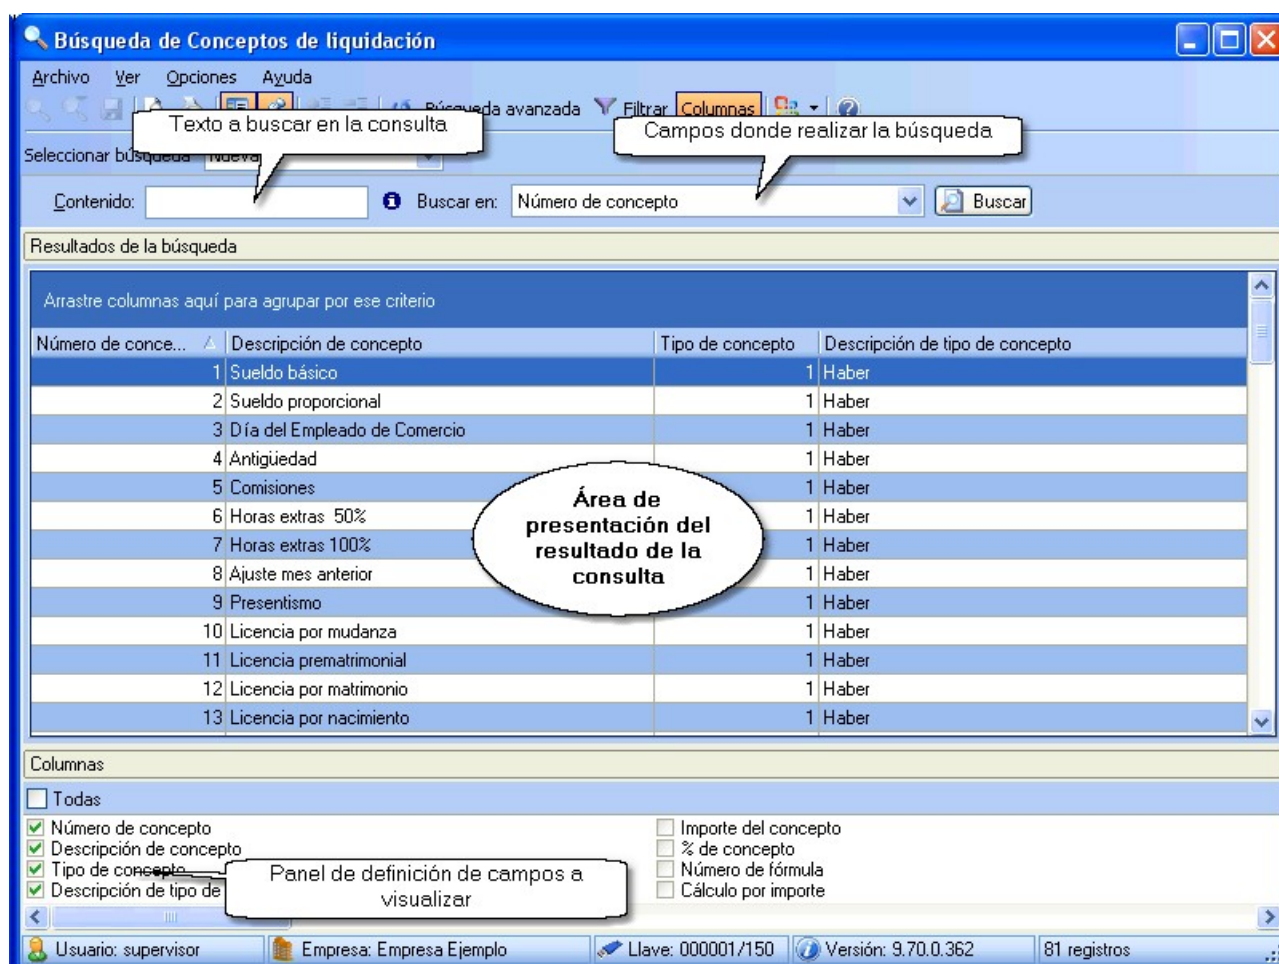 Búsqueda de Conceptos de liquidación
Archivo Ver Opciones Ayuda
avanzada Filtrar Columnas
Texto a buscar en la consulta
Campos donde realizar la búsqueda
Seleccionar búsqueda Nueva
Contenido: Buscar en: Número de concepto Buscar
Resultados de la búsqueda
Arrastre columnas aquí para agrupar por ese criterio
Número de conce... Descripción de concepto Tipo de concepto Descripción de tipo de concepto
1 Sueldo básico 1 Haber
2 Sueldo proporcional 1 Haber
3 Día del Empleado de Comercio 1 Haber
4 Antigüedad 1 Haber
5 Comisiones 1 Haber
6 Horas extras 50% 1 Haber
7 Horas extras 100% 1 Haber
8 Ajuste mes anterior 1 Haber
9 Presentismo 1 Haber
10 Licencia por mudanza 1 Haber
11 Licencia prematrimonial 1 Haber
12 Licencia por matrimonio 1 Haber
13 Licencia por nacimiento 1 Haber
Área de
presentación del
resultado de la
consulta
Columnas
Todas
Número de concepto Importe del concepto
Descripción de concepto % de concepto
Tipo de concepto Número de fórmula
Descripción de tipo de Cálculo por importe
Panel de definición de campos a
visualizar
Usuario: supervisor Empresa: Empresa Ejemplo Llave: 000001/150 Versión: 9.70.0.362 81 registros